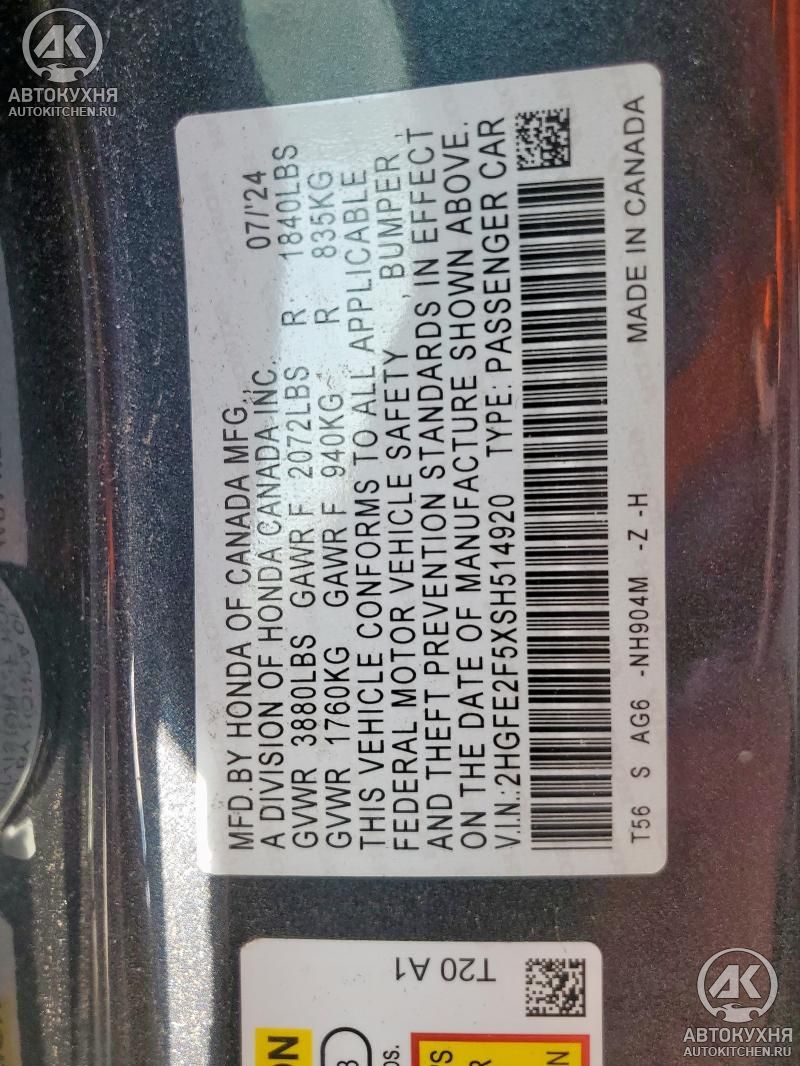 AK
АВТОКУХНЯ
AUTOKITCHEN.RU
MFD.BY HONDA OF CANADA MFG., 07/'24
A DIVISION OF HONDA CANADA INC.
GVWR 3880LBS GAWR F 2072LBS R 1840LBS
GVWR 1760KG GAWR F 940KG R 835KG
THIS VEHICLE CONFORMS TO ALL APPLICABLE
FEDERAL MOTOR VEHICLE SAFETY , BUMPER ,
AND THEFT PREVENTION STANDARDS IN EFFECT
ON THE DATE OF MANUFACTURE SHOWN ABOVE.
V.I.N.:2HGFE2F5XSH514920 TYPE: PASSENGER CAR
T56 S AG6 -NH904M -Z -H MADE IN CANADA
T20 A1
AK
АВТОКУХНЯ
AUTOKITCHEN.RU